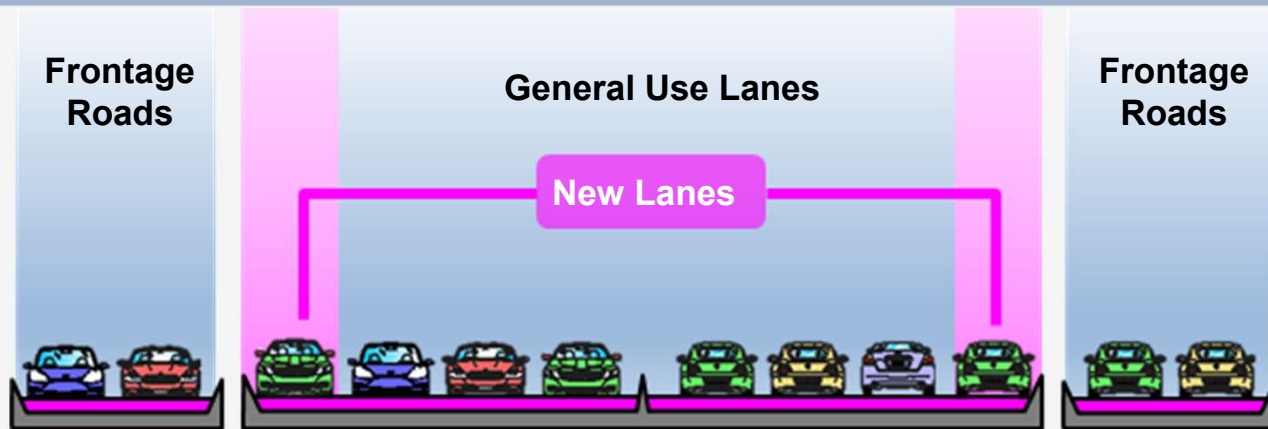 Frontage
Roads
General Use Lanes
Frontage
Roads
New Lanes